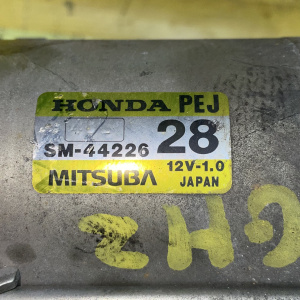 HONDA PEJ
28
SM-44226
12V-1.0
MITSUBA JAPAN